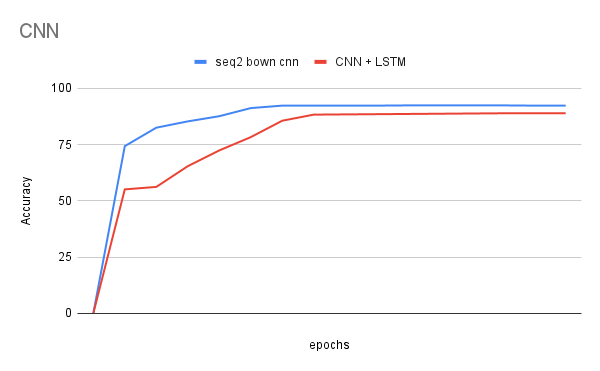 CNN
seq2 bown cnn
CNN + LSTM
Accuracy
100
75
50
25
0
epochs